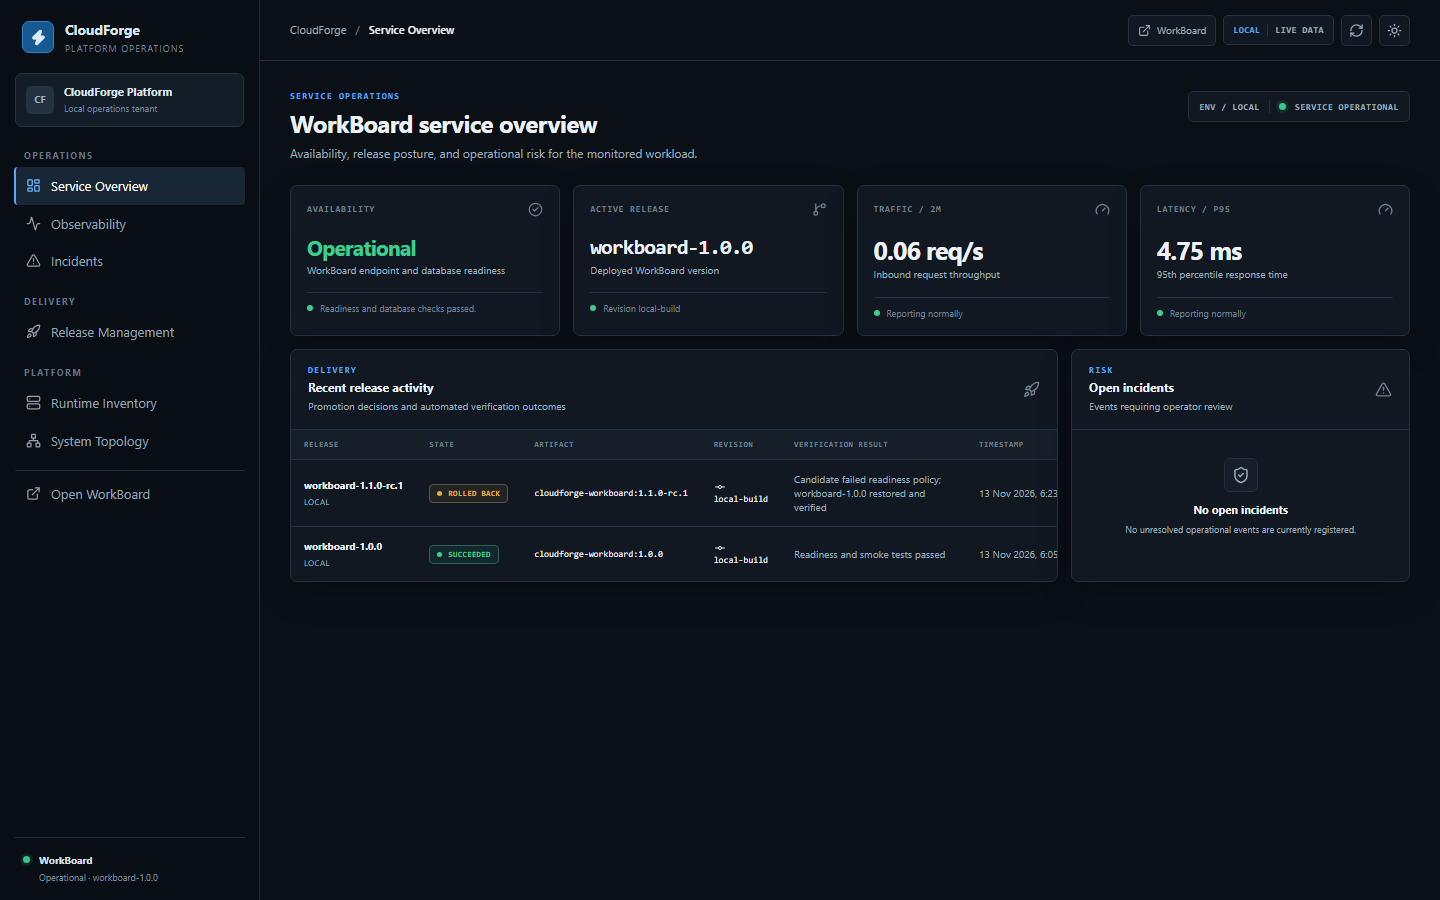 CloudForge
PLATFORM OPERATIONS
CF
CloudForge Platform
Local operations tenant
OPERATIONS
Service Overview
Observability
Incidents
DELIVERY
Release Management
PLATFORM
Runtime Inventory
System Topology
Open WorkBoard
WorkBoard
Operational · workboard-1.0.0
CloudForge / Service Overview
WorkBoard
LOCAL LIVE DATA
SERVICE OPERATIONS
WorkBoard service overview
Availability, release posture, and operational risk for the monitored workload.
ENV / LOCAL SERVICE OPERATIONAL
AVAILABILITY
Operational
WorkBoard endpoint and database readiness
Readiness and database checks passed.
ACTIVE RELEASE
workboard-1.0.0
Deployed WorkBoard version
Revision local-build
TRAFFIC / 2M
0.06 req/s
Inbound request throughput
Reporting normally
LATENCY / P95
4.75 ms
95th percentile response time
Reporting normally
DELIVERY
Recent release activity
Promotion decisions and automated verification outcomes
RELEASE STATE ARTIFACT REVISION VERIFICATION RESULT TIMESTAMP
workboard-1.1.0-rc.1
LOCAL
ROLLED BACK
cloudforge-workboard:1.1.0-rc.1
local-build
Candidate failed readiness policy;
workboard-1.0.0 restored and
verified
13 Nov 2026, 6:23
workboard-1.0.0
LOCAL
SUCCEEDED
cloudforge-workboard:1.0.0
local-build
Readiness and smoke tests passed
13 Nov 2026, 6:05
RISK
Open incidents
Events requiring operator review
No open incidents
No unresolved operational events are currently registered.